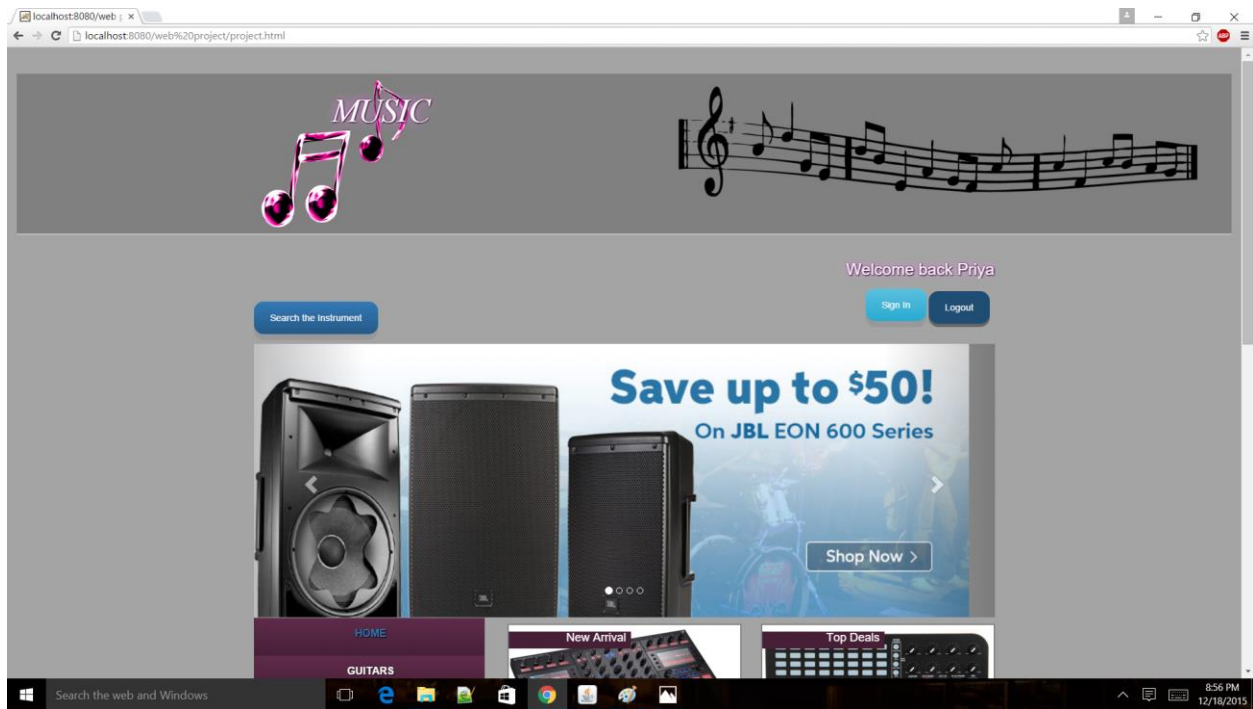 localhost:8080/web p
localhost:8080/web%20project/project.html
ABP
MUSIC
Welcome back Priya
Sign In
Logout
Search the Instrument
Save up to $50!
On JBL EON 600 Series
Shop Now >
HOME
New Arrival
Top Deals
GUITARS
Search the web and Windows
8:56 PM
12/18/2015